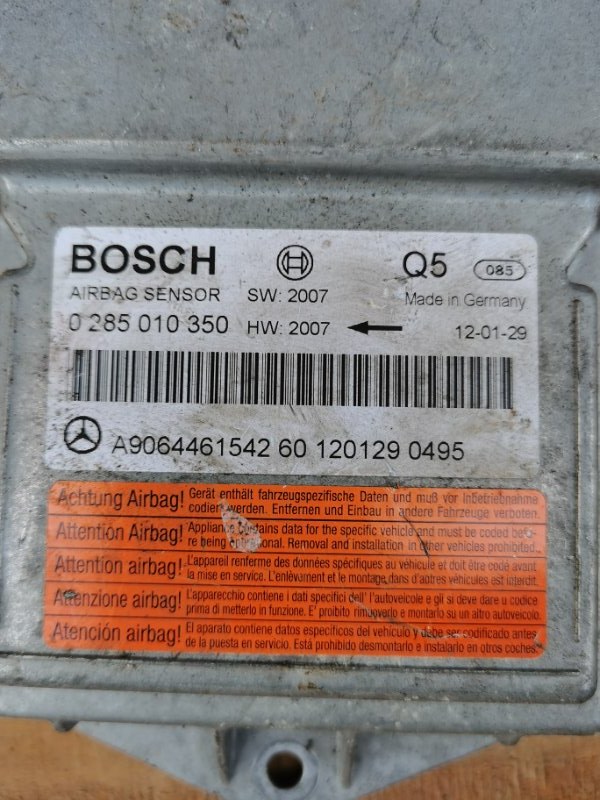 BOSCH Q5 085
AIRBAG SENSOR SW: 2007 Made in Germany
0 285 010 350 HW: 2007 12-01-29
A9064461542 60 120129 0495
Achtung Airbag! Gerät enthält fahrzeugspezifische Daten und muß vor Inbetriebnahme
codiert werden. Entfernen und Einbau in andere Fahrzeuge verboten.
Attention Airbag! Appliance contains data for the specific vehicle and must be coded befo-
re being operational. Removal and installation in other vehicles prohibited.
Attention airbag! L'appareil renferme des données spécifiques au véhicule et doit être codé avant
la mise en service. L'enlèvement et le montage dans d'autres véhicules est interdit.
Attenzione airbag! L'apparecchio contiene i dati specifici dell' l'autoveicolo e gli si deve dare u codice
prima di metterlo in funzione. E' proibito rimuoverlo e montarlo su un altro autoveicolo.
Atención airbag! El aparato contiene datos específicos del vehículo y debe ser codificado antes
de la puesta en servicio. Está prohibido desmontarlo e instalarlo en otros coches.